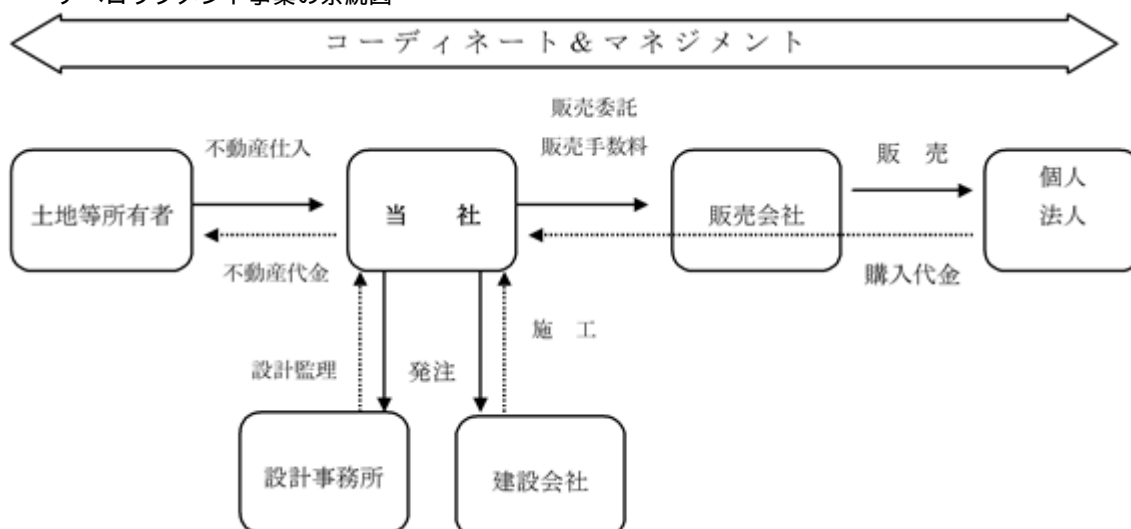 コーディネート&マネジメント
販売委託
販売手数料
不動産仕入
販 売
土地等所有者
当 社
販売会社
個人
法人
不動産代金
購入代金
設計監理
発注
施 工
設計事務所
建設会社